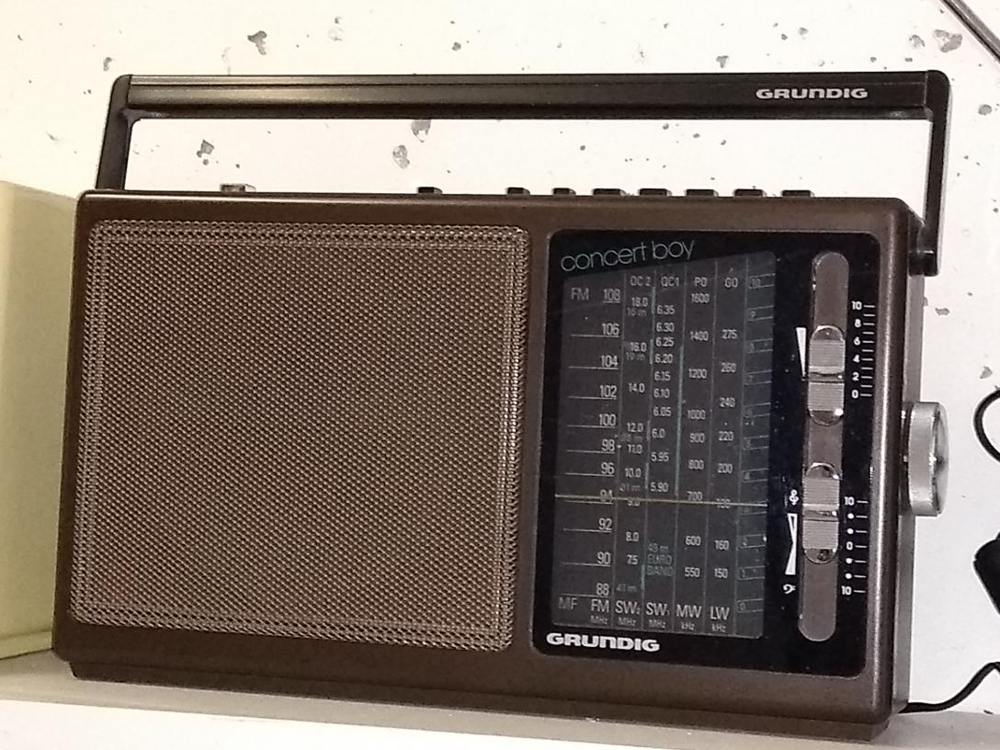 GRUNDIG
concert boy
OC 2 OC1 PO GO 10
FM 108 18.0 1600
16 m 6.35 9
106 6.30 1400 275
16.0 6.25
19 m 6.20
104 6.15 1200 260 7
102 14.0 6.10
6.05 240
100 12.0 1000
6.0 900 220
98 11.0
5.95
96 10.0 800 200
5.90
94 9.0 700
92
8.0 600 160
49 m
90 7.5 EURO
BAND 550 150 1
88 41 m
MF FM SW2 SW1 MW LW 0
MHz MHz MHz kHz kHz
GRUNDIG
10
8
6
4
2
0
10
0
10